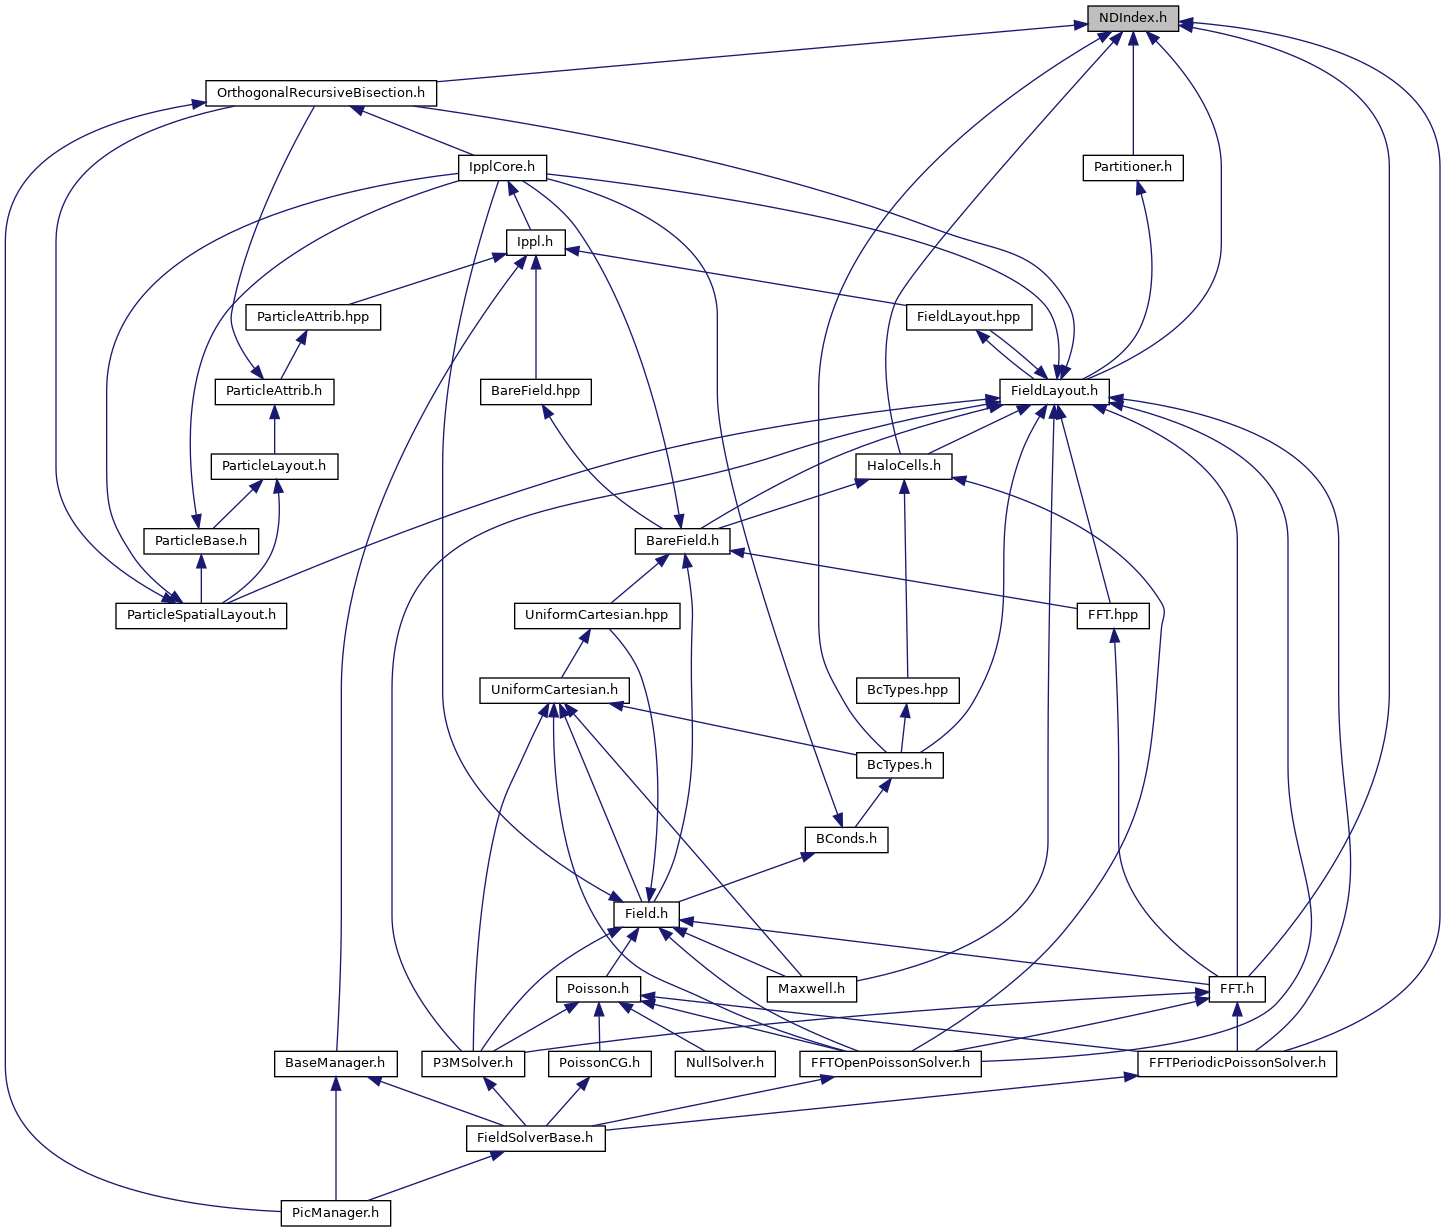 NDIndex.h
OrthogonalRecursiveBisection.h
IpplCore.h
Partitioner.h
Ippl.h
ParticleAttrib.hpp
FieldLayout.hpp
ParticleAttrib.h
BareField.hpp
FieldLayout.h
ParticleLayout.h
HaloCells.h
ParticleBase.h
BareField.h
ParticleSpatialLayout.h
UniformCartesian.hpp
FFT.hpp
UniformCartesian.h
BcTypes.hpp
BcTypes.h
BConds.h
Field.h
Poisson.h
Maxwell.h
FFT.h
BaseManager.h
P3MSolver.h
PoissonCG.h
NullSolver.h
FFTOpenPoissonSolver.h
FFTPeriodicPoissonSolver.h
FieldSolverBase.h
PicManager.h